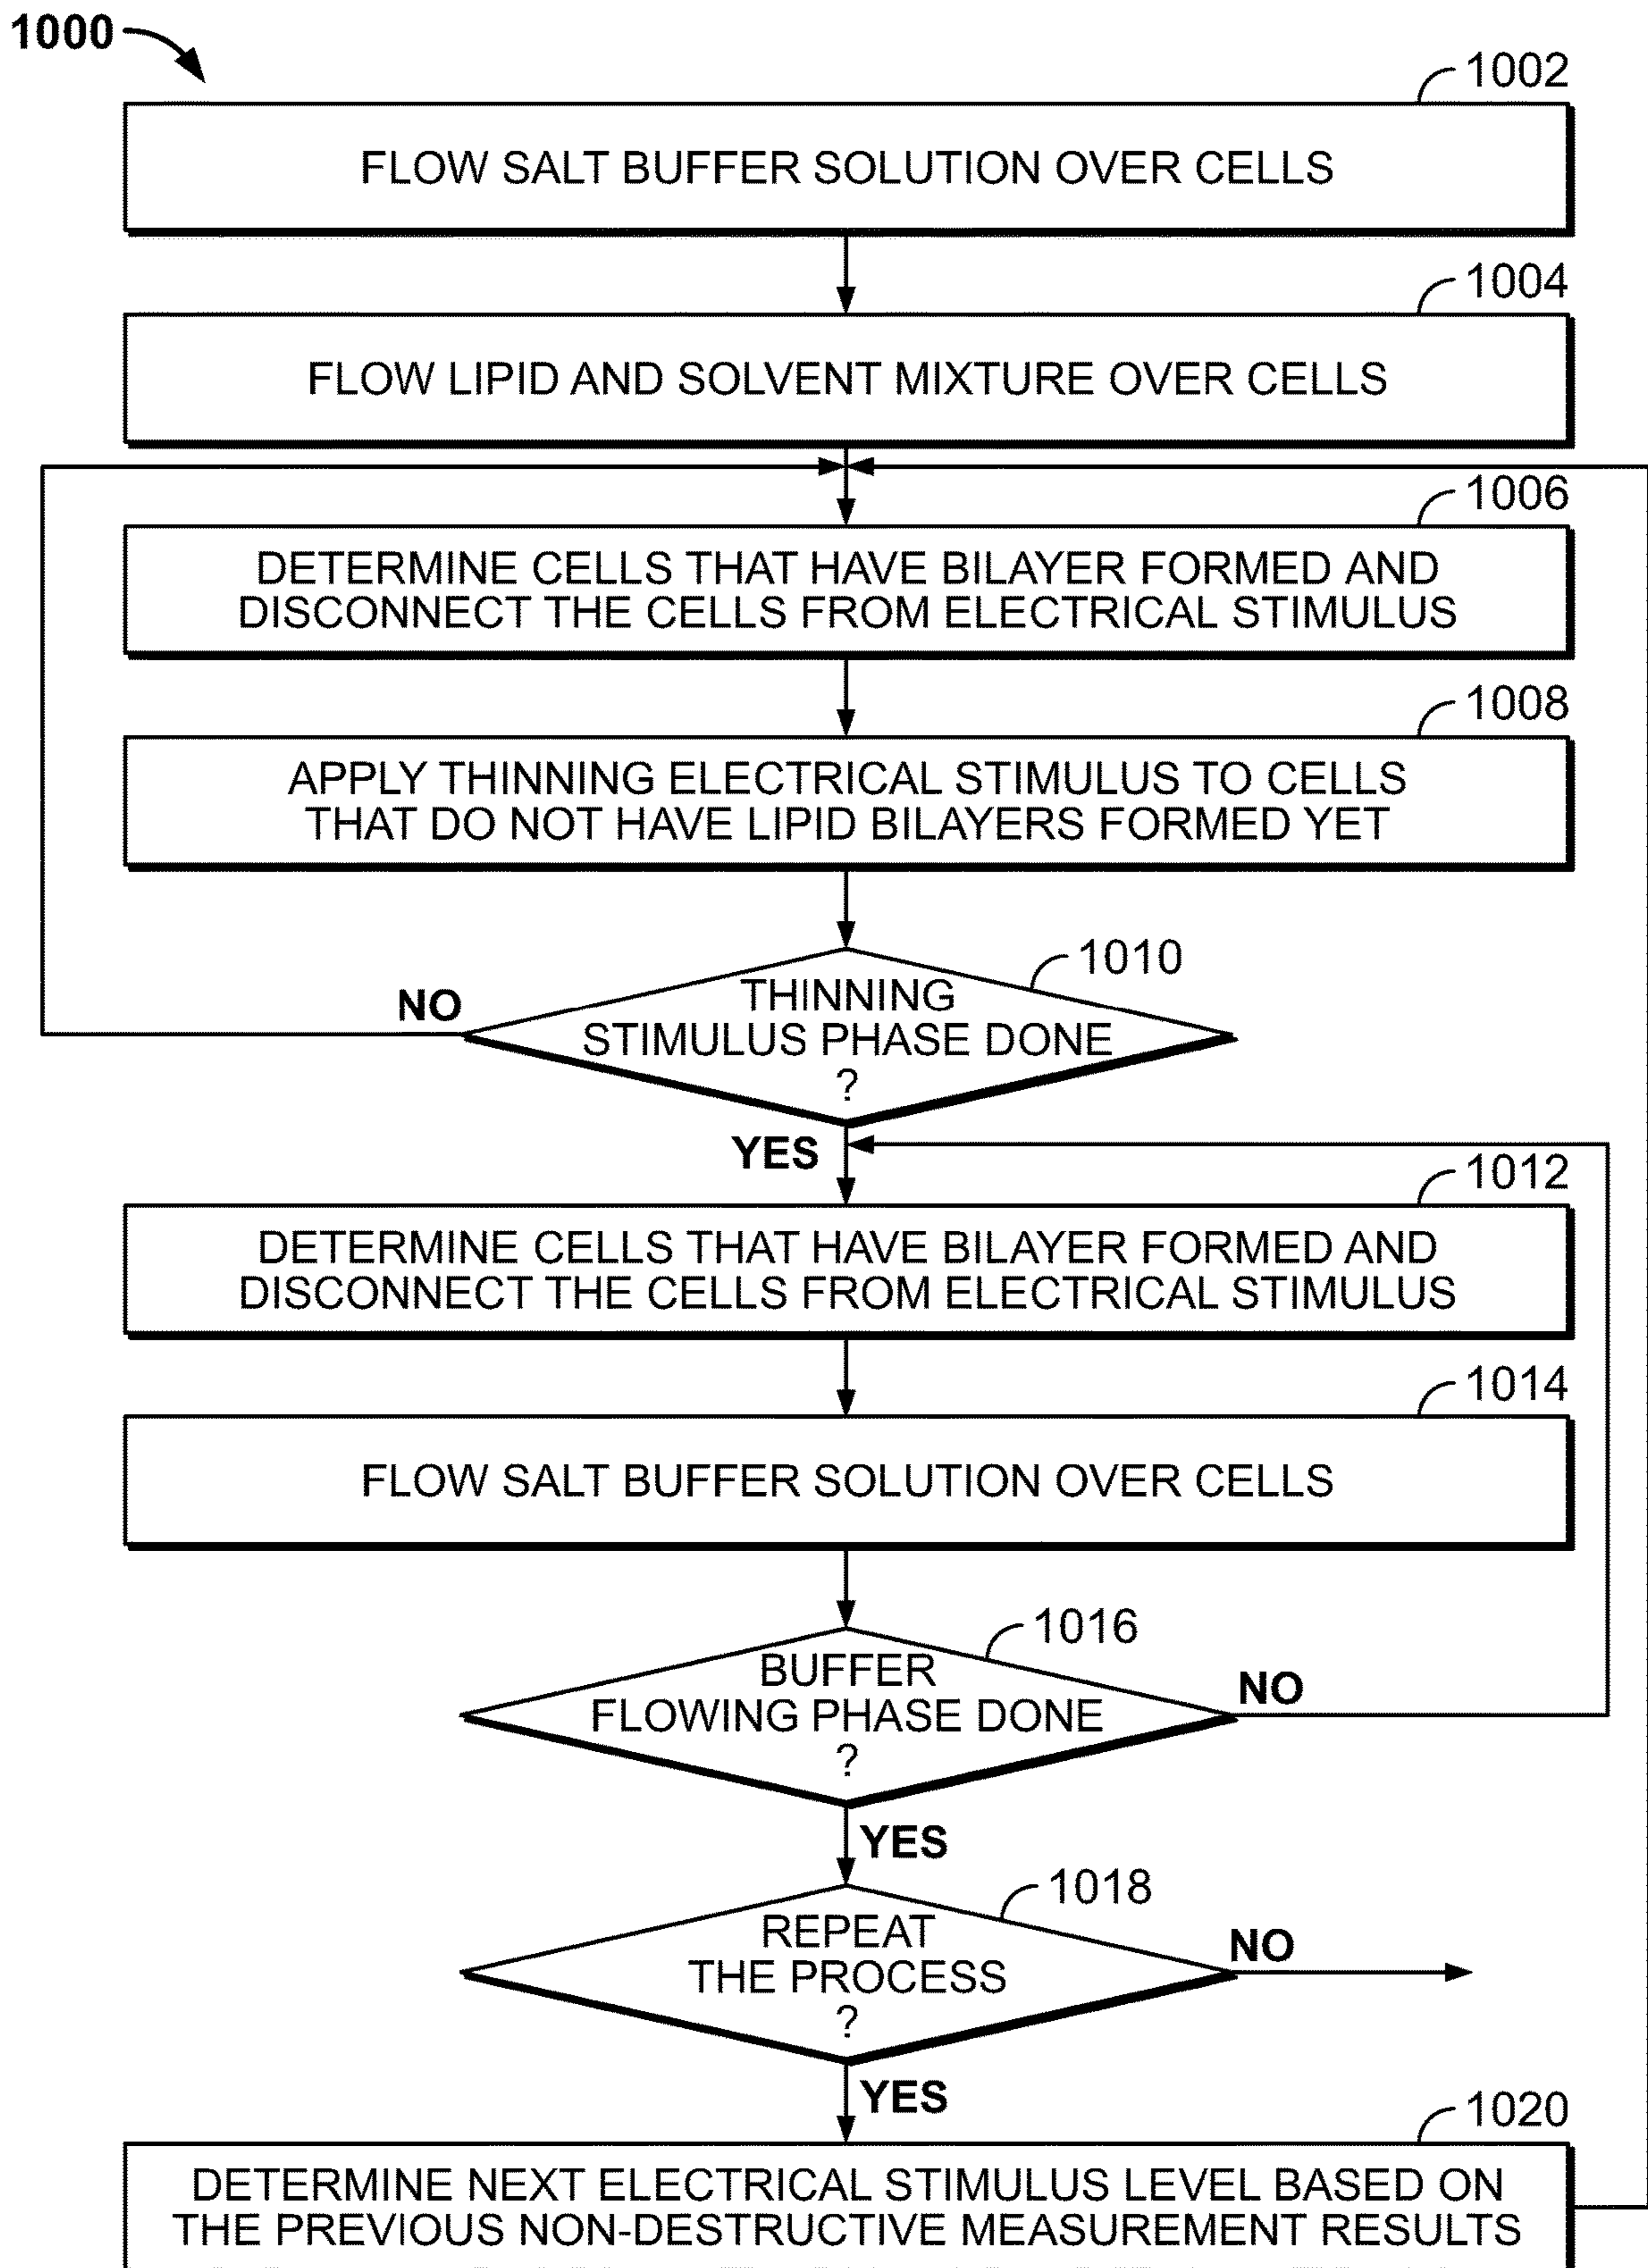 1000
1002
FLOW SALT BUFFER SOLUTION OVER CELLS
1004
FLOW LIPID AND SOLVENT MIXTURE OVER CELLS
1006
DETERMINE CELLS THAT HAVE BILAYER FORMED AND
DISCONNECT THE CELLS FROM ELECTRICAL STIMULUS
1008
APPLY THINNING ELECTRICAL STIMULUS TO CELLS
THAT DO NOT HAVE LIPID BILAYERS FORMED YET
1010
NO
THINNING
STIMULUS PHASE DONE
?
YES
1012
DETERMINE CELLS THAT HAVE BILAYER FORMED AND
DISCONNECT THE CELLS FROM ELECTRICAL STIMULUS
1014
FLOW SALT BUFFER SOLUTION OVER CELLS
1016
BUFFER
FLOWING PHASE DONE
?
NO
YES
1018
REPEAT
THE PROCESS
?
NO
YES
1020
DETERMINE NEXT ELECTRICAL STIMULUS LEVEL BASED ON
THE PREVIOUS NON-DESTRUCTIVE MEASUREMENT RESULTS